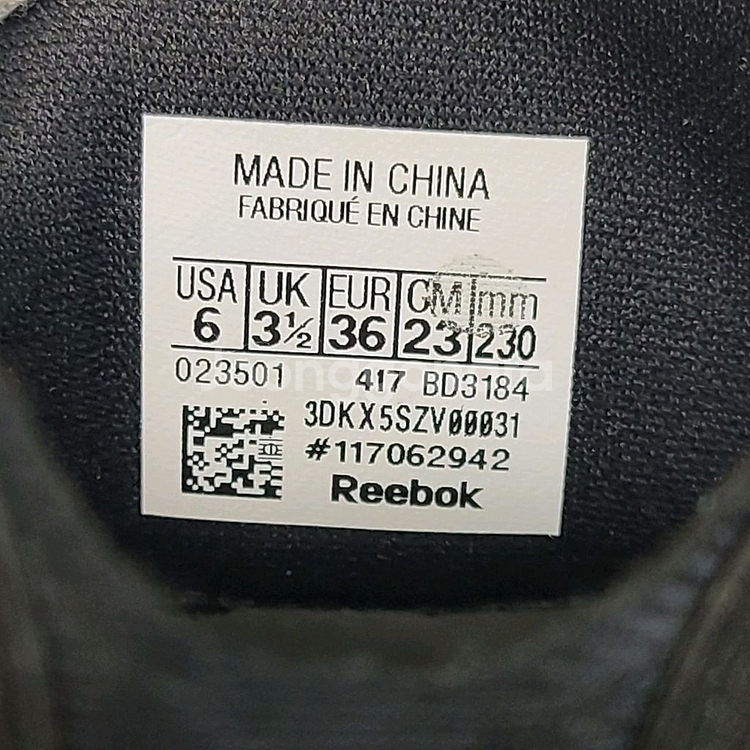 MADE IN CHINA
FABRIQUÉ EN CHINE
USA UK EUR CM mm
6 3½ 36 23 230
023501 417 BD3184
3DKX5SZV00031
#117062942
Reebok